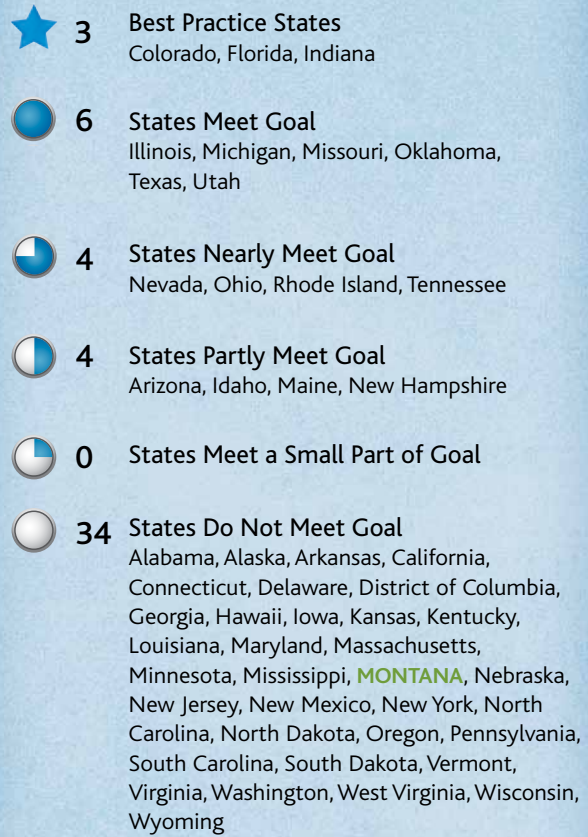 3 Best Practice States
Colorado, Florida, Indiana
6 States Meet Goal
Illinois, Michigan, Missouri, Oklahoma,
Texas, Utah
4 States Nearly Meet Goal
Nevada, Ohio, Rhode Island, Tennessee
4 States Partly Meet Goal
Arizona, Idaho, Maine, New Hampshire
0 States Meet a Small Part of Goal
34 States Do Not Meet Goal
Alabama, Alaska, Arkansas, California,
Connecticut, Delaware, District of Columbia,
Georgia, Hawaii, Iowa, Kansas, Kentucky,
Louisiana, Maryland, Massachusetts,
Minnesota, Mississippi, MONTANA, Nebraska,
New Jersey, New Mexico, New York, North
Carolina, North Dakota, Oregon, Pennsylvania,
South Carolina, South Dakota, Vermont,
Virginia, Washington, West Virginia, Wisconsin,
Wyoming